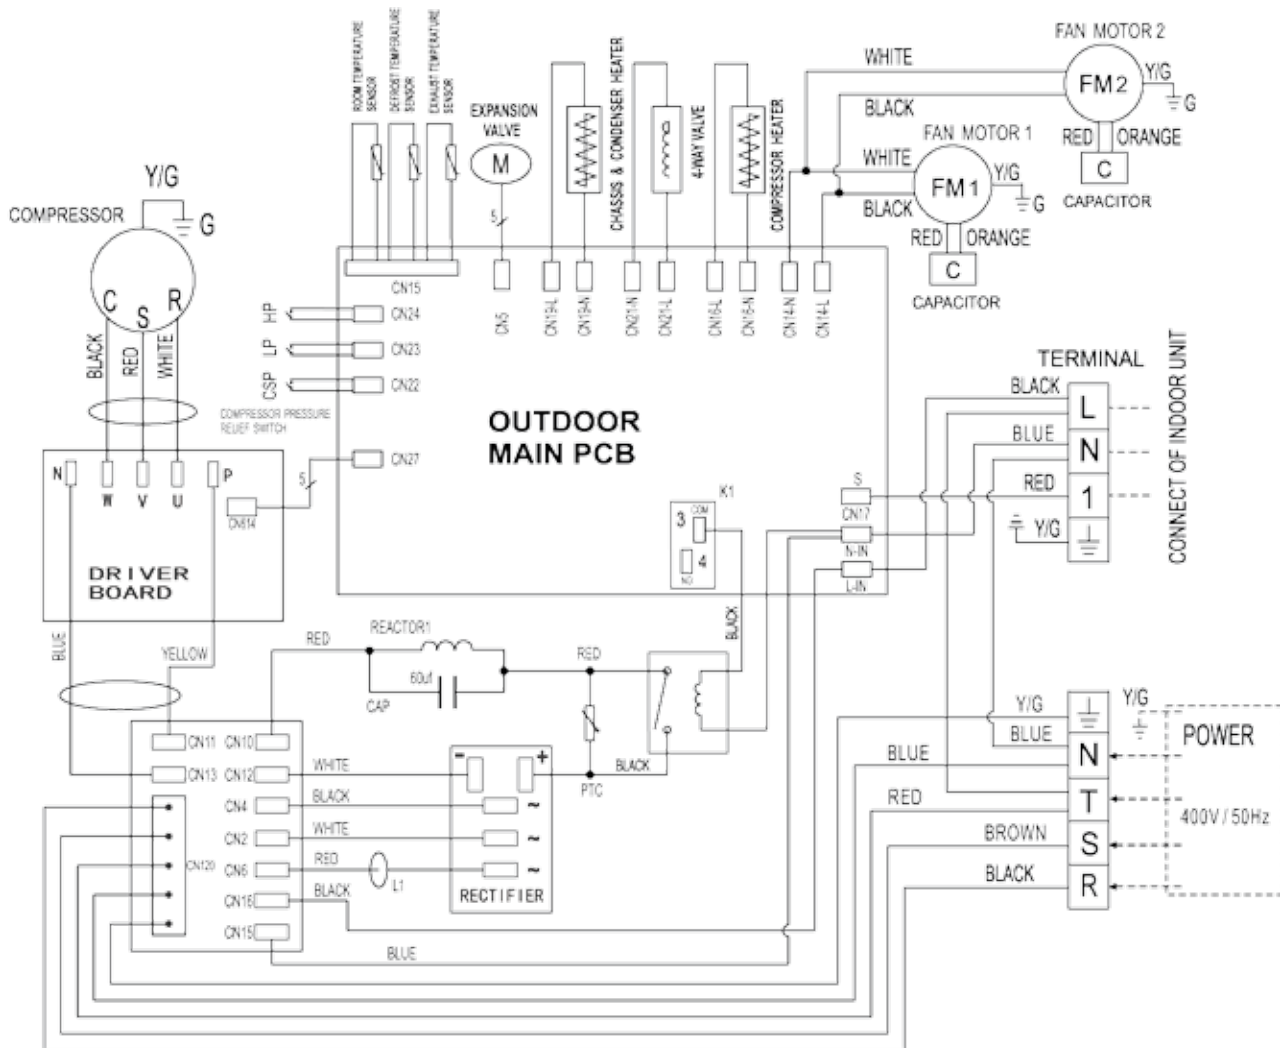 FAN MOTOR 2
WHITE
FM2
Y/G
G
BLACK
RED
ORANGE
C
CAPACITOR
FAN MOTOR 1
WHITE
FM1
Y/G
G
BLACK
RED
ORANGE
C
CAPACITOR
ROOM TEMPERATURE
SENSOR
DEFROST TEMPERATURE
SENSOR
EXHAUST TEMPERATURE
SENSOR
EXPANSION
VALVE
M
5
CHASSIS & CONDENSER HEATER
4-WAY VALVE
COMPRESSOR HEATER
Y/G
G
COMPRESSOR
C
S
R
BLACK
RED
WHITE
CN15
CN5
CN19-L
CN19-N
CN21-N
CN21-L
CN16-L
CN16-N
CN14-N
CN14-L
HP
CN24
LP
CN23
CSP
CN22
COMPRESSOR PRESSURE
RELIEF SWITCH
CN27
5
OUTDOOR
MAIN PCB
N
W
V
U
P
CN614
DRIVER
BOARD
K1
3
COM
4
NO
S
CN17
N-IN
L-IN
TERMINAL
BLACK
L
BLUE
N
RED
1
Y/G
CONNECT OF INDOOR UNIT
BLUE
YELLOW
RED
REACTOR1
60uf
CAP
RED
BLACK
PTC
BLACK
CN11
CN10
CN13
CN12
WHITE
-
+
CN4
BLACK
~
CN2
WHITE
~
CN120
CN6
RED
L1
~
CN16
BLACK
RECTIFIER
CN15
BLUE
Y/G
Y/G
BLUE
BLUE
N
POWER
RED
T
400V / 50Hz
BROWN
S
BLACK
R